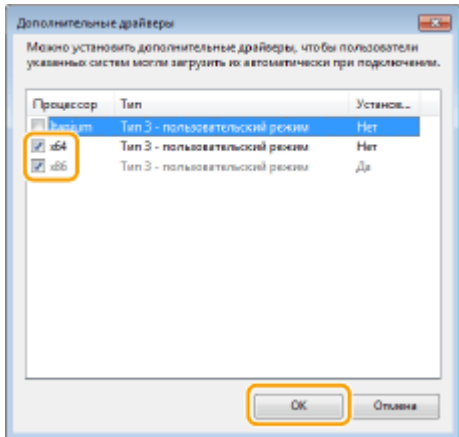 Дополнительные драйверы
Можно установить дополнительные драйверы, чтобы пользователи
указанных систем могли загрузить их автоматически при подключении.
Процессор Тип Установ...
Itanium Тип 3 - пользовательский режим Нет
x64 Тип 3 - пользовательский режим Нет
x86 Тип 3 - пользовательский режим Да
OK Отмена